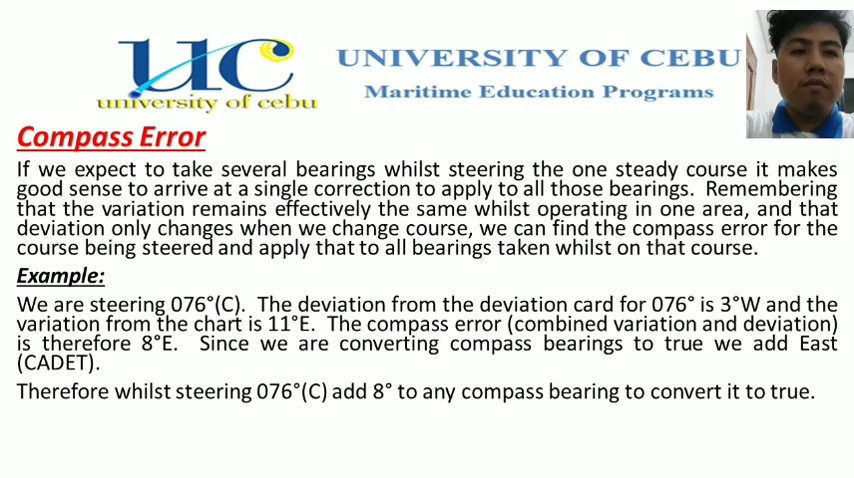 UC
university of cebu
UNIVERSITY OF CEBU
Maritime Education Programs
Compass Error
If we expect to take several bearings whilst steering the one steady course it makes
good sense to arrive at a single correction to apply to all those bearings. Remembering
that the variation remains effectively the same whilst operating in one area, and that
deviation only changes when we change course, we can find the compass error for the
course being steered and apply that to all bearings taken whilst on that course.
Example:
We are steering 076°(C). The deviation from the deviation card for 076° is 3°W and the
variation from the chart is 11°E. The compass error (combined variation and deviation)
is therefore 8°E. Since we are converting compass bearings to true we add East
(CADET).
Therefore whilst steering 076°(C) add 8° to any compass bearing to convert it to true.